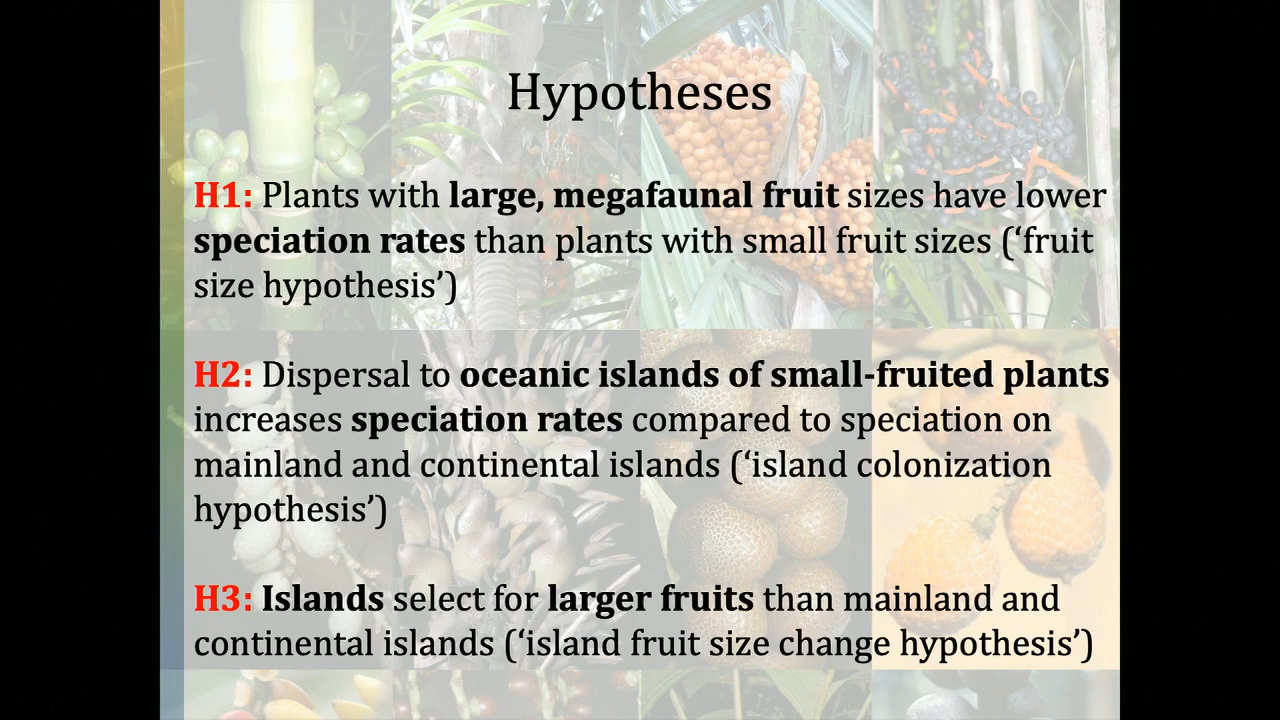 Hypotheses
H1: Plants with large, megafaunal fruit sizes have lower
speciation rates than plants with small fruit sizes (‘fruit
size hypothesis’)
H2: Dispersal to oceanic islands of small-fruited plants
increases speciation rates compared to speciation on
mainland and continental islands (‘island colonization
hypothesis’)
H3: Islands select for larger fruits than mainland and
continental islands (‘island fruit size change hypothesis’)